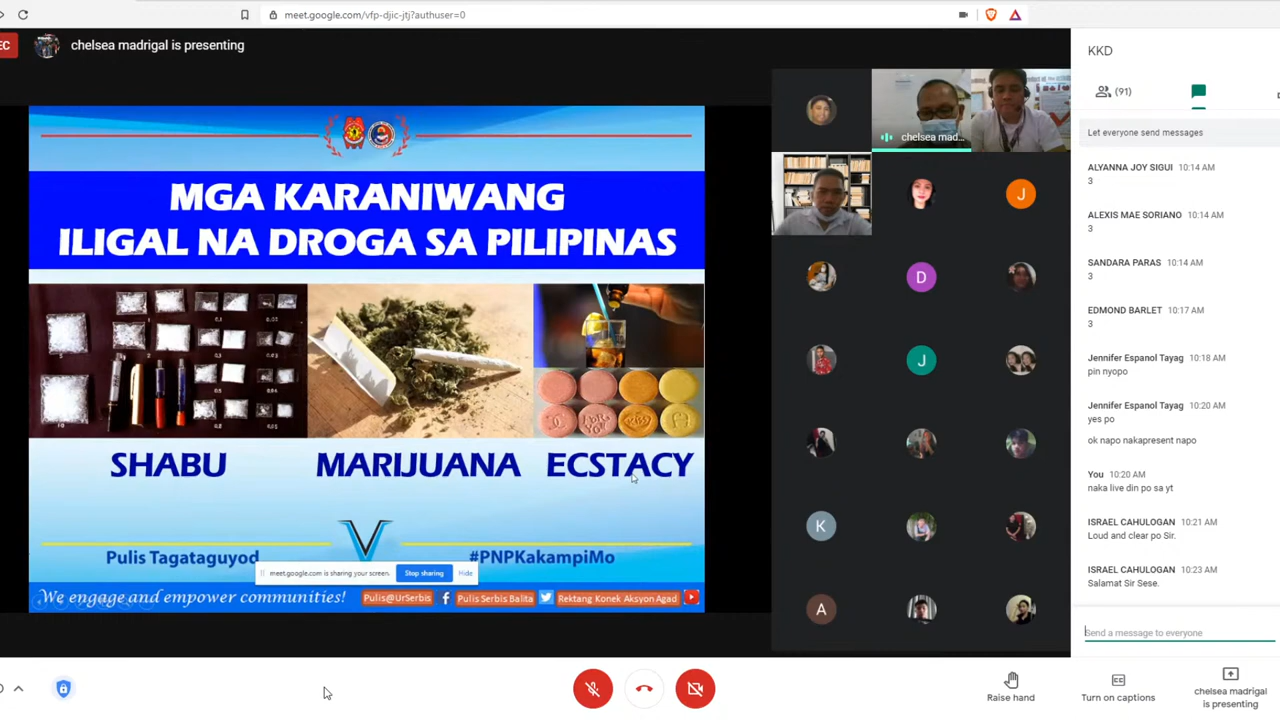 meet.google.com/vfp-djic-jtj?authuser=0
EC
chelsea madrigal is presenting
MGA KARANIWANG
ILIGAL NA DROGA SA PILIPINAS
SHABU
MARIJUANA
ECSTACY
Pulis Tagataguyod
#PNPKakampiMo
meet.google.com is sharing your screen.
Stop sharing
Hide
We engage and empower communities!
Pulis@UrSerbis
Pulis Serbis Balita
Rektang Konek Aksyon Agad
chelsea mad...
J
D
J
K
A
KKD
(91)
Let everyone send messages
ALYANNA JOY SIGUI 10:14 AM
3
ALEXIS MAE SORIANO 10:14 AM
3
SANDARA PARAS 10:14 AM
3
EDMOND BARLET 10:17 AM
3
Jennifer Espanol Tayag 10:18 AM
pin nyopo
Jennifer Espanol Tayag 10:20 AM
yes po
ok napo nakapresent napo
You 10:20 AM
naka live din po sa yt
ISRAEL CAHULOGAN 10:21 AM
Loud and clear po Sir.
ISRAEL CAHULOGAN 10:23 AM
Salamat Sir Sese.
Send a message to everyone
Raise hand
Turn on captions
chelsea madrigal
is presenting